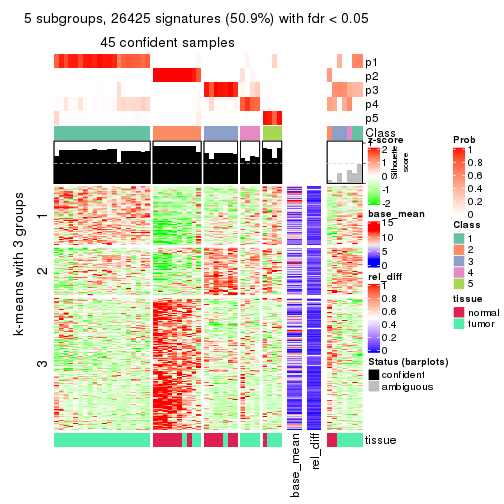 5 subgroups, 26425 signatures (50.9%) with fdr < 0.05
45 confident samples
p1
p2
p3
p4
p5
Class
Silhouette
score
k-means with 3 groups
1
2
3
tissue
base_mean
rel_diff
z-score
2
1
0
-1
-2
base_mean
15
10
5
0
rel_diff
1
0.8
0.6
0.4
0.2
0
Status (barplots)
confident
ambiguous
Prob
1
0.8
0.6
0.4
0.2
0
Class
1
2
3
4
5
tissue
normal
tumor